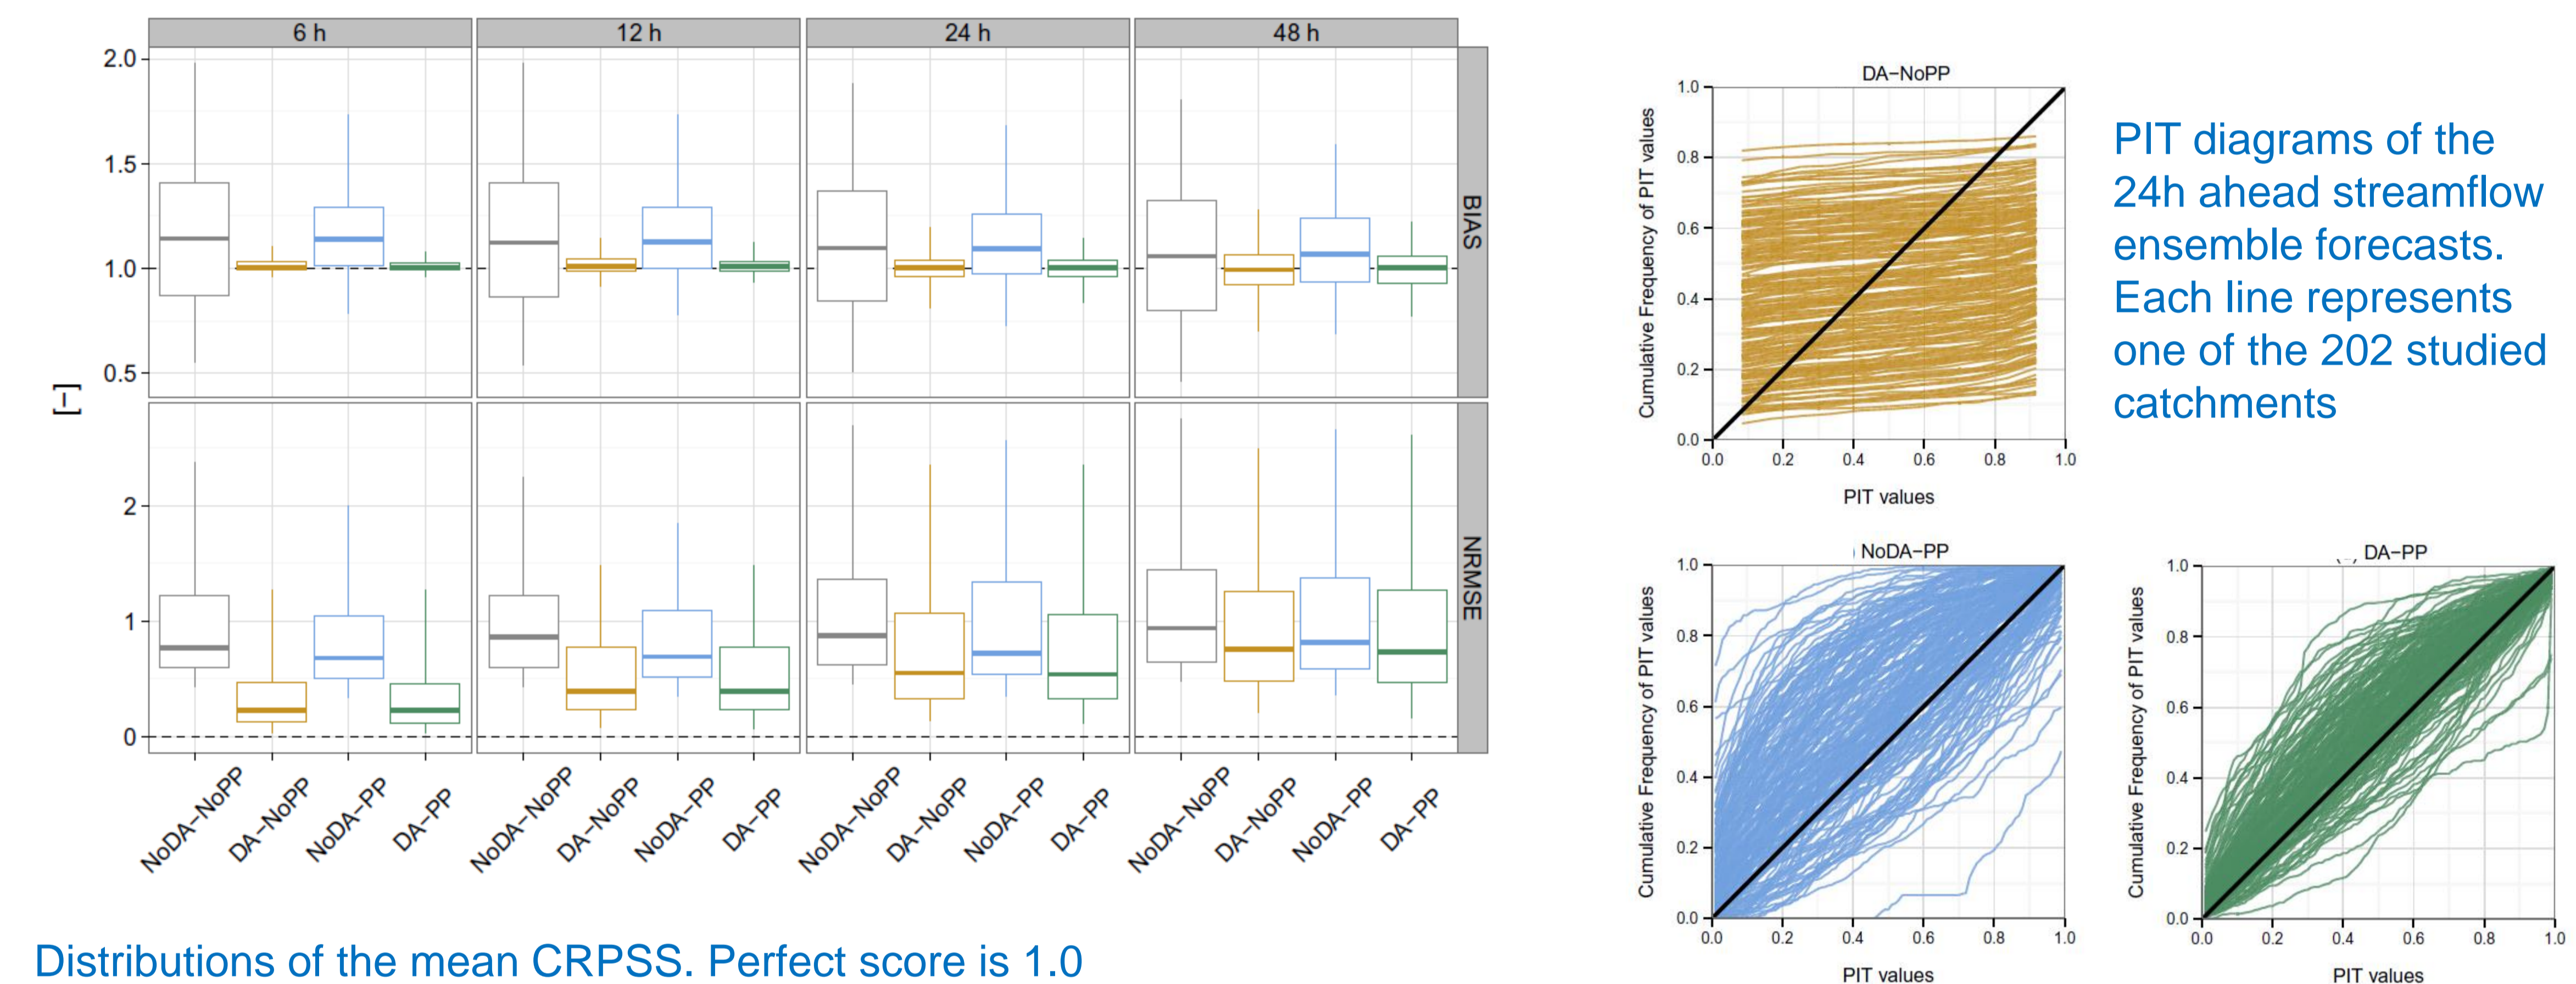 6 h
12 h
24 h
48 h
2.0
1.5
1.0
0.5
BIAS
[−]
2
1
0
NRMSE
NoDA−NoPP
DA−NoPP
NoDA−PP
DA−PP
NoDA−NoPP
DA−NoPP
NoDA−PP
DA−PP
NoDA−NoPP
DA−NoPP
NoDA−PP
DA−PP
NoDA−NoPP
DA−NoPP
NoDA−PP
DA−PP
Distributions of the mean CRPSS. Perfect score is 1.0
DA−NoPP
Cumulative Frequency of PIT values
1.0
0.8
0.6
0.4
0.2
0.0
0.0 0.2 0.4 0.6 0.8 1.0
PIT values
PIT diagrams of the
24h ahead streamflow
ensemble forecasts.
Each line represents
one of the 202 studied
catchments
NoDA−PP
Cumulative Frequency of PIT values
1.0
0.8
0.6
0.4
0.2
0.0
0.0 0.2 0.4 0.6 0.8 1.0
PIT values
DA−PP
Cumulative Frequency of PIT values
1.0
0.8
0.6
0.4
0.2
0.0
0.0 0.2 0.4 0.6 0.8 1.0
PIT values